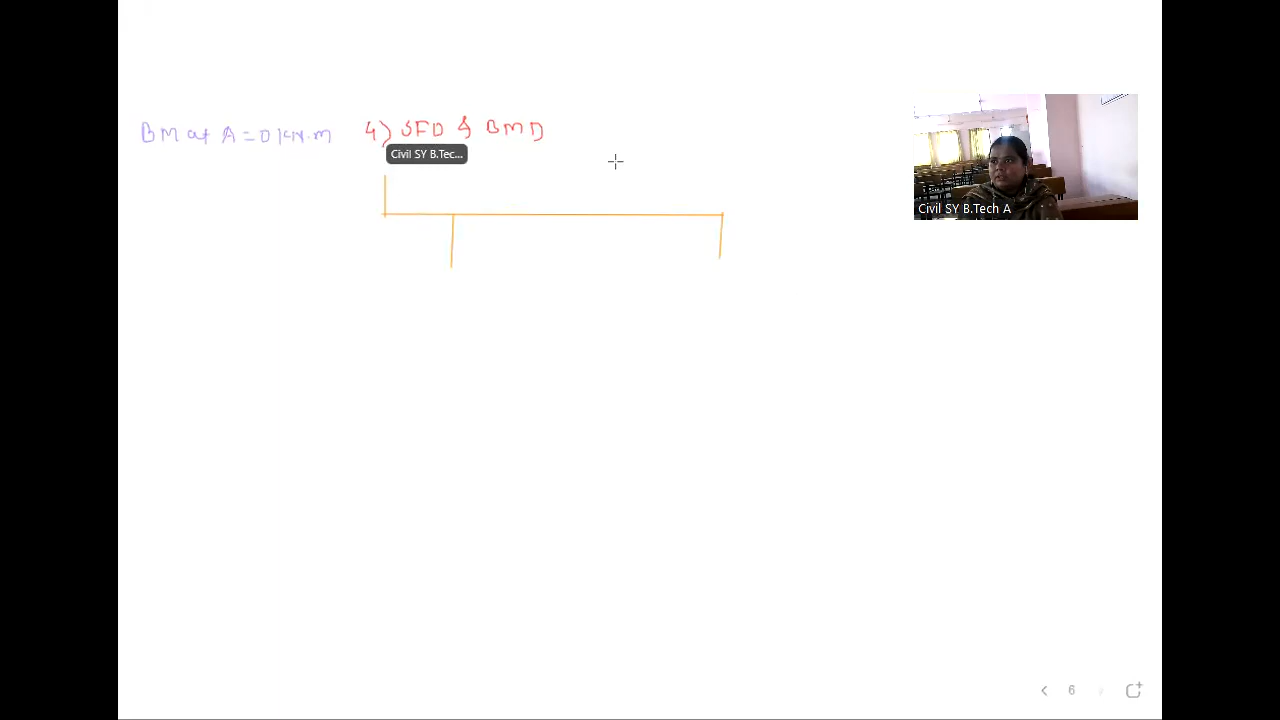 BM at A = 0 kN.m 4) SFD & BMD
Civil SY B.Tec...
Civil SY B.Tech A
6